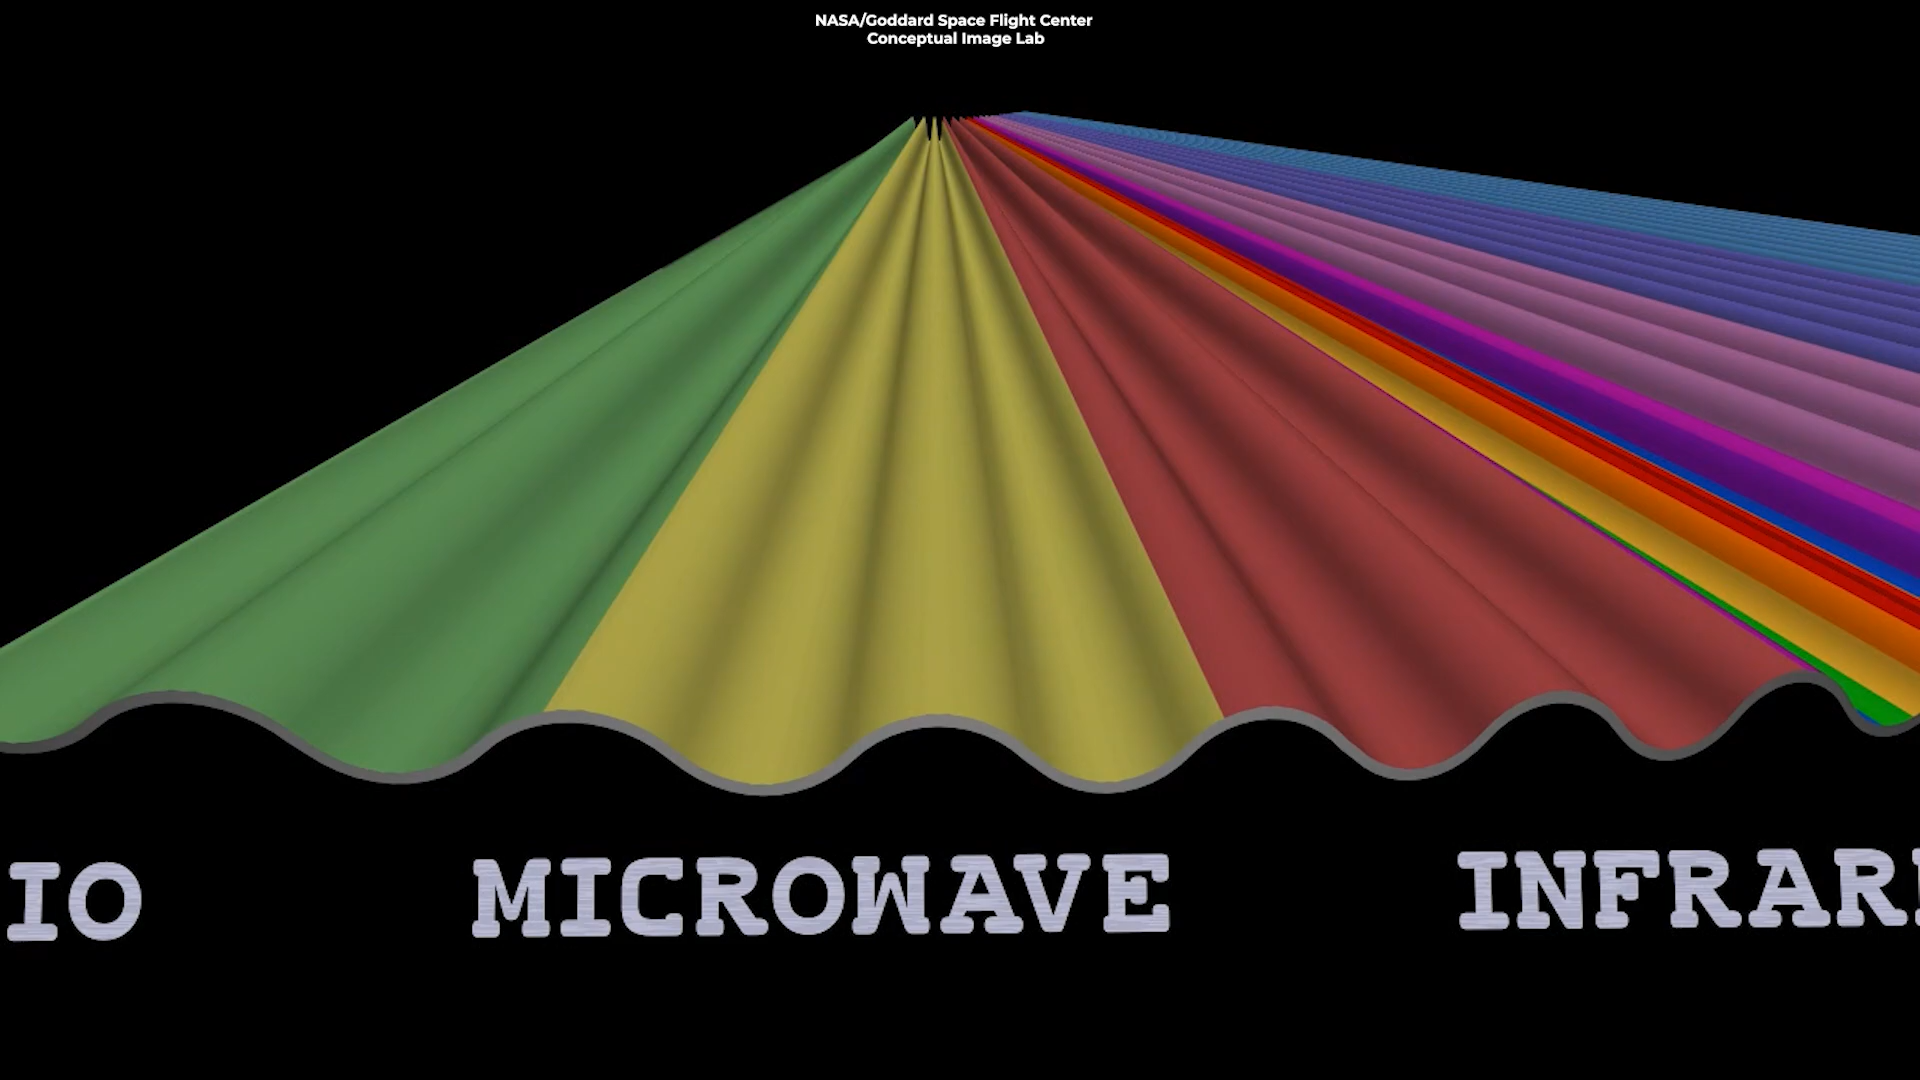 NASA/Goddard Space Flight Center
Conceptual Image Lab
IO MICROWAVE INFRAR